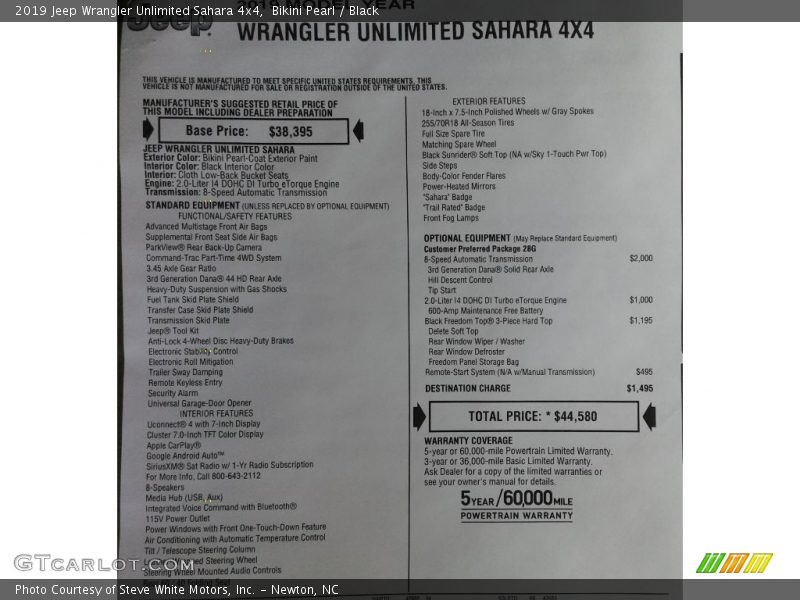 2019 Jeep Wrangler Unlimited Sahara 4x4, Bikini Pearl / Black
Jeep
2019 MODEL YEAR
WRANGLER UNLIMITED SAHARA 4X4
THIS VEHICLE IS MANUFACTURED TO MEET SPECIFIC UNITED STATES REQUIREMENTS. THIS
VEHICLE IS NOT MANUFACTURED FOR SALE OR REGISTRATION OUTSIDE OF THE UNITED STATES.
MANUFACTURER'S SUGGESTED RETAIL PRICE OF
THIS MODEL INCLUDING DEALER PREPARATION
Base Price: $38,395
JEEP WRANGLER UNLIMITED SAHARA
Exterior Color: Bikini Pearl-Coat Exterior Paint
Interior Color: Black Interior Color
Interior: Cloth Low-Back Bucket Seats
Engine: 2.0-Liter I4 DOHC DI Turbo eTorque Engine
Transmission: 8-Speed Automatic Transmission
STANDARD EQUIPMENT (UNLESS REPLACED BY OPTIONAL EQUIPMENT)
FUNCTIONAL/SAFETY FEATURES
Advanced Multistage Front Air Bags
Supplemental Front Seat Side Air Bags
ParkView® Rear Back-Up Camera
Command-Trac Part-Time 4WD System
3.45 Axle Gear Ratio
3rd Generation Dana® 44 HD Rear Axle
Heavy-Duty Suspension with Gas Shocks
Fuel Tank Skid Plate Shield
Transfer Case Skid Plate Shield
Transmission Skid Plate
Jeep® Tool Kit
Anti-Lock 4-Wheel Disc Heavy-Duty Brakes
Electronic Stability Control
Electronic Roll Mitigation
Trailer Sway Damping
Remote Keyless Entry
Security Alarm
Universal Garage-Door Opener
INTERIOR FEATURES
Uconnect® 4 with 7-Inch Display
Cluster 7.0-Inch TFT Color Display
Apple CarPlay®
Google Android Auto™
SiriusXM® Sat Radio w/ 1-Yr Radio Subscription
For More Info, Call 800-643-2112
8-Speakers
Media Hub (USB, Aux)
Integrated Voice Command with Bluetooth®
115V Power Outlet
Power Windows with Front One-Touch-Down Feature
Air Conditioning with Automatic Temperature Control
Tilt / Telescope Steering Column
Steering Wheel
Steering Wheel Mounted Audio Controls
EXTERIOR FEATURES
18-Inch x 7.5-Inch Polished Wheels w/ Gray Spokes
255/70R18 All-Season Tires
Full Size Spare Tire
Matching Spare Wheel
Black Sunrider® Soft Top (NA w/Sky 1-Touch Pwr Top)
Side Steps
Body-Color Fender Flares
Power-Heated Mirrors
"Sahara" Badge
"Trail Rated" Badge
Front Fog Lamps
OPTIONAL EQUIPMENT (May Replace Standard Equipment)
Customer Preferred Package 28G
8-Speed Automatic Transmission $2,000
3rd Generation Dana® Solid Rear Axle
Hill Descent Control
Tip Start
2.0-Liter I4 DOHC DI Turbo eTorque Engine $1,000
600-Amp Maintenance Free Battery
Black Freedom Top® 3-Piece Hard Top $1,195
Delete Soft Top
Rear Window Wiper / Washer
Rear Window Defroster
Freedom Panel Storage Bag
Remote-Start System (N/A w/Manual Transmission) $495
DESTINATION CHARGE $1,495
TOTAL PRICE: * $44,580
WARRANTY COVERAGE
5-year or 60,000-mile Powertrain Limited Warranty.
3-year or 36,000-mile Basic Limited Warranty.
Ask Dealer for a copy of the limited warranties or
see your owner's manual for details.
5 YEAR / 60,000 MILE
POWERTRAIN WARRANTY
GTCarLot.com
Photo Courtesy of Steve White Motors, Inc. – Newton, NC